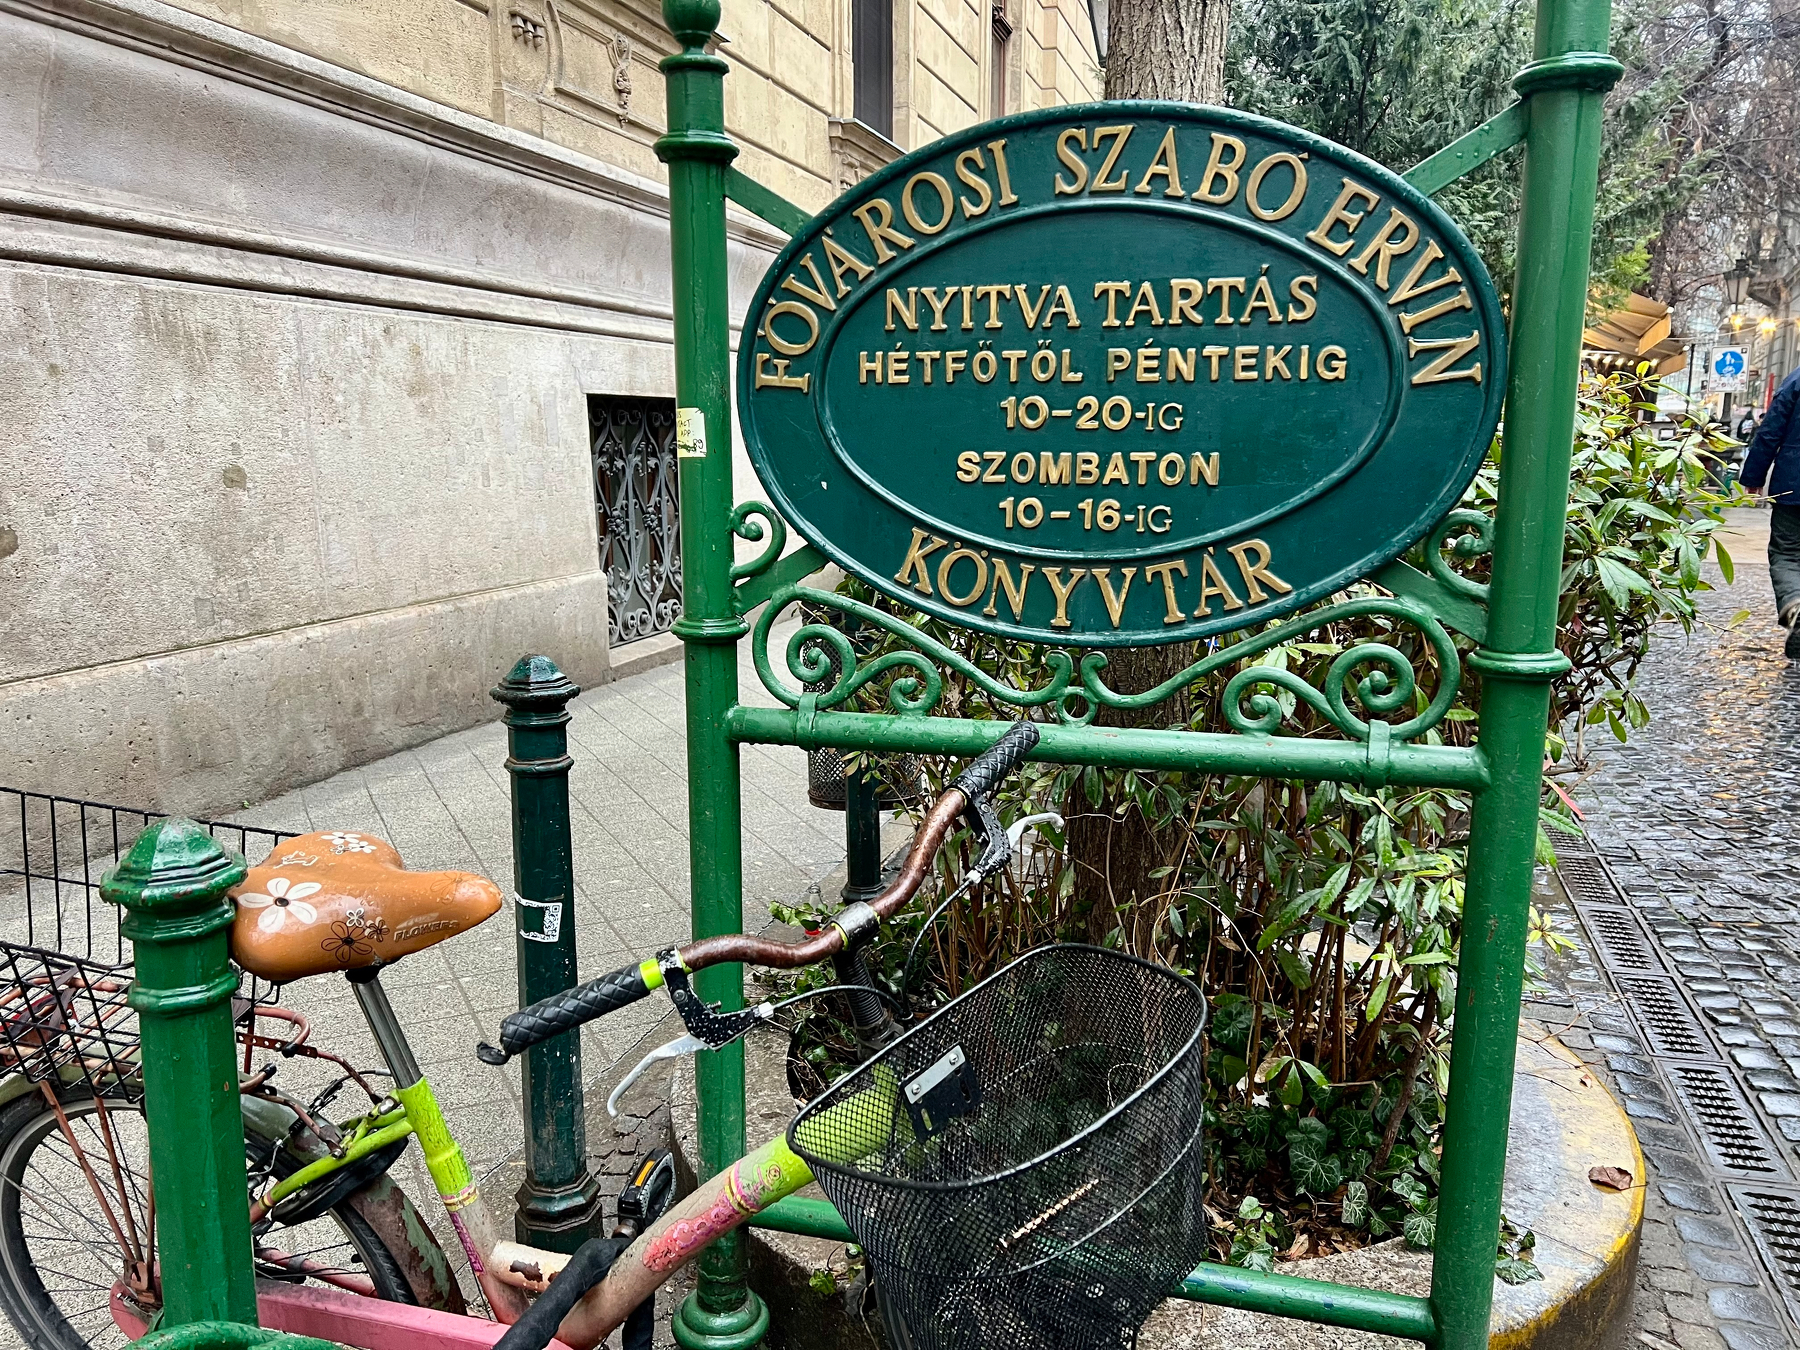 FŐVÁROSI SZABÓ ERVIN
NYITVA TARTÁS
HÉTFŐTŐL PÉNTEKIG
10-20-IG
SZOMBATON
10-16-IG
KÖNYVTÁR
FLOWERS